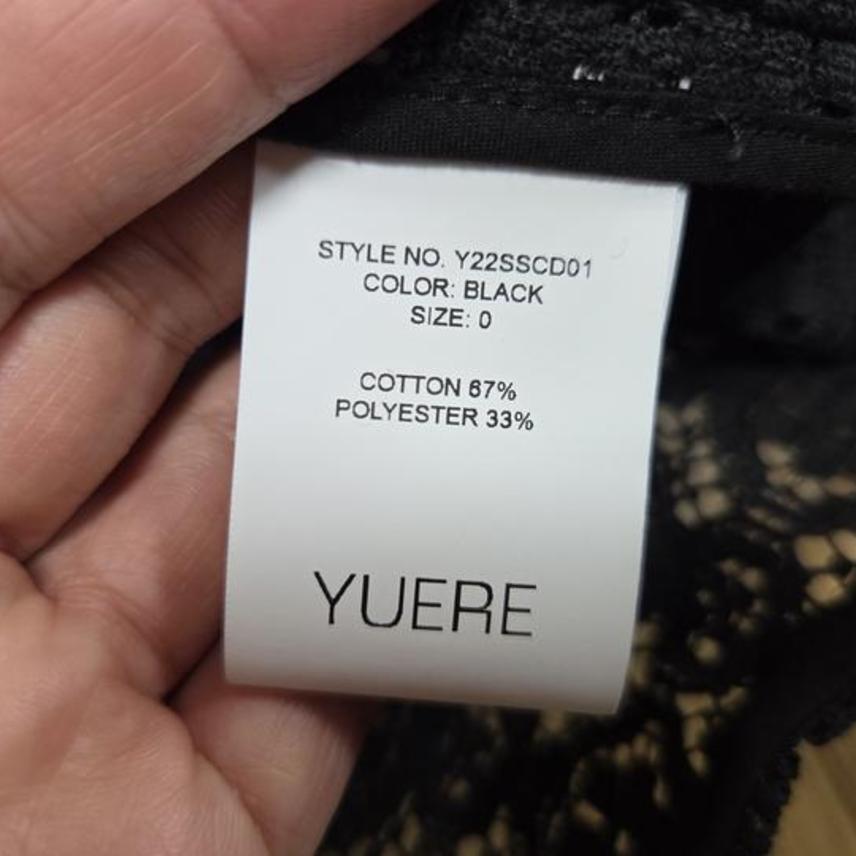 STYLE NO. Y22SSCD01
COLOR: BLACK
SIZE: 0
COTTON 67%
POLYESTER 33%
YUERE